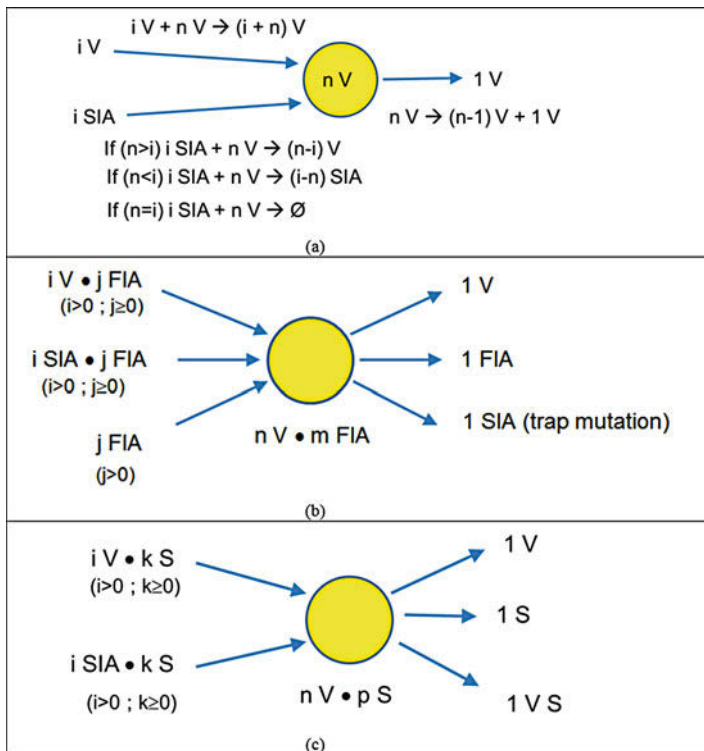 i V + n V → (i + n) V
i V
n V
1 V
n V → (n-1) V + 1 V
i SIA
If (n>i) i SIA + n V → (n-i) V
If (n<i) i SIA + n V → (i-n) SIA
If (n=i) i SIA + n V → Ø
(a)
i V • j FIA
(i>0 ; j≥0)
1 V
i SIA • j FIA
(i>0 ; j≥0)
1 FIA
j FIA
(j>0)
n V • m FIA
1 SIA (trap mutation)
(b)
i V • k S
(i>0 ; k≥0)
1 V
1 S
i SIA • k S
(i>0 ; k≥0)
n V • p S
1 V S
(c)